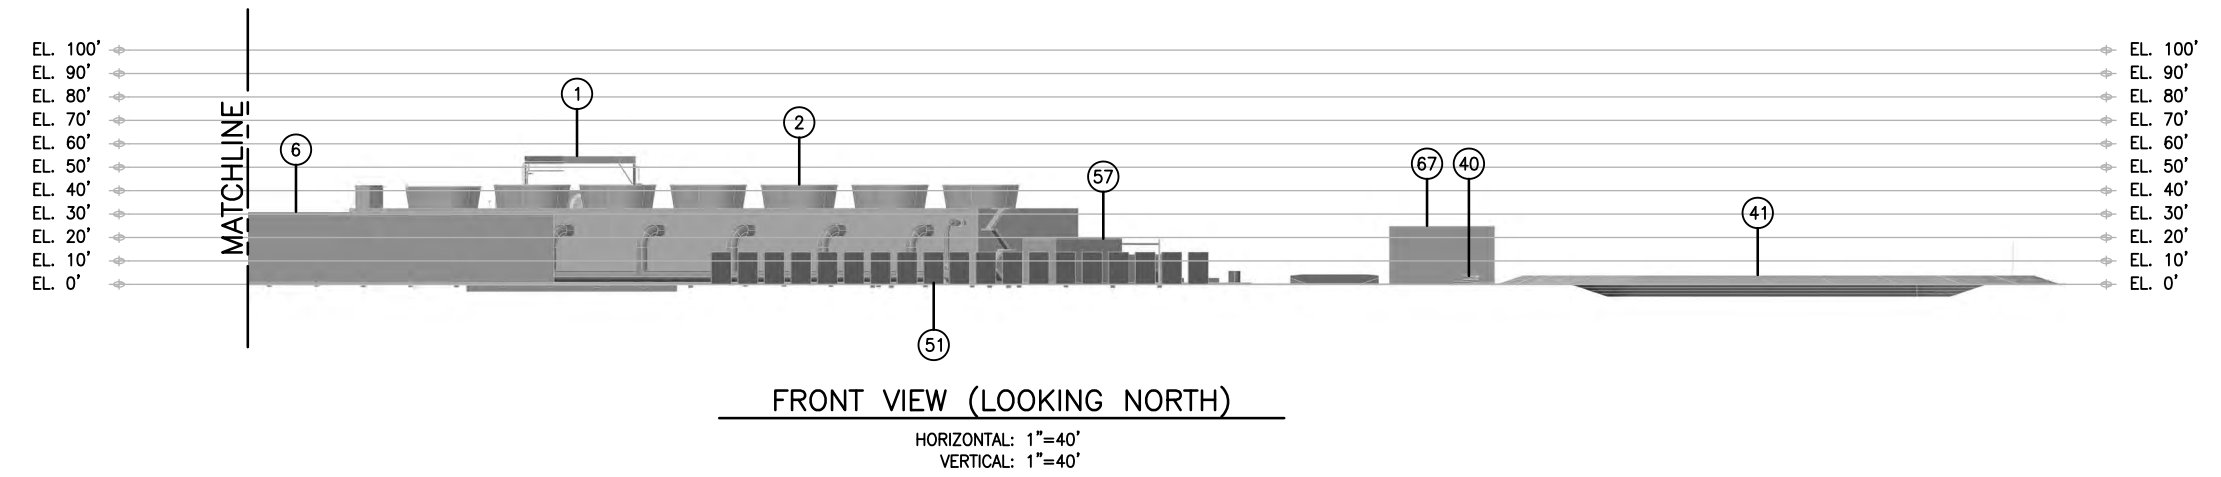 EL. 100' EL. 100'
EL. 90' EL. 90'
EL. 80' 1 EL. 80'
EL. 70' 2 EL. 70'
EL. 60' 6 EL. 60'
EL. 50' 67 40 EL. 50'
EL. 40' 57 EL. 40'
EL. 30' 41 EL. 30'
EL. 20' EL. 20'
EL. 10' EL. 10'
EL. 0' EL. 0'
MATCHLINE
51
FRONT VIEW (LOOKING NORTH)
HORIZONTAL: 1"=40'
VERTICAL: 1"=40'